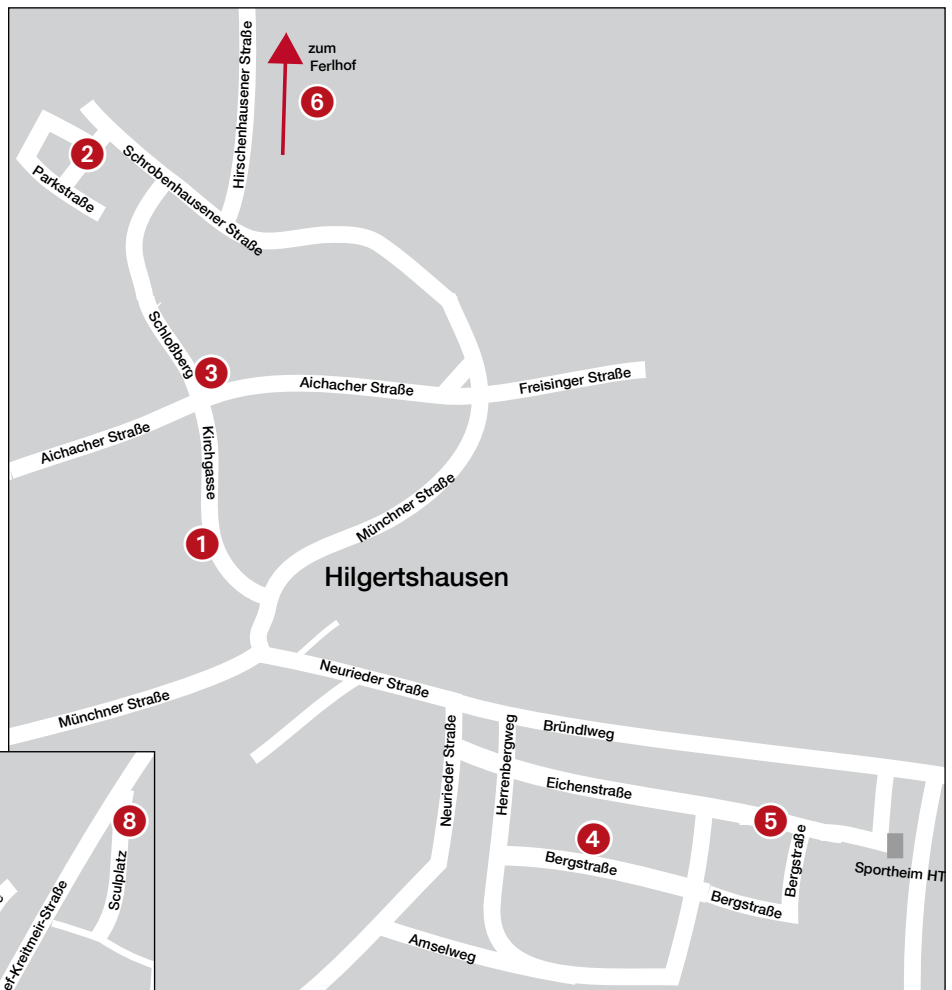 zum
Ferlhof
6
Hirschenhausener Straße
2
Schrobenhausener Straße
Parkstraße
Schloßberg
3
Aichacher Straße
Freisinger Straße
Aichacher Straße
Kirchgasse
Münchner Straße
1
Hilgertshausen
Neurieder Straße
Münchner Straße
Bründlweg
Neurieder Straße
Herrenbergweg
Eichenstraße
8
5
4
Bergstraße
Bergstraße
Sportheim HT
Sculplatz
Bergstraße
ef-Kreitmeir-Straße
Amselweg